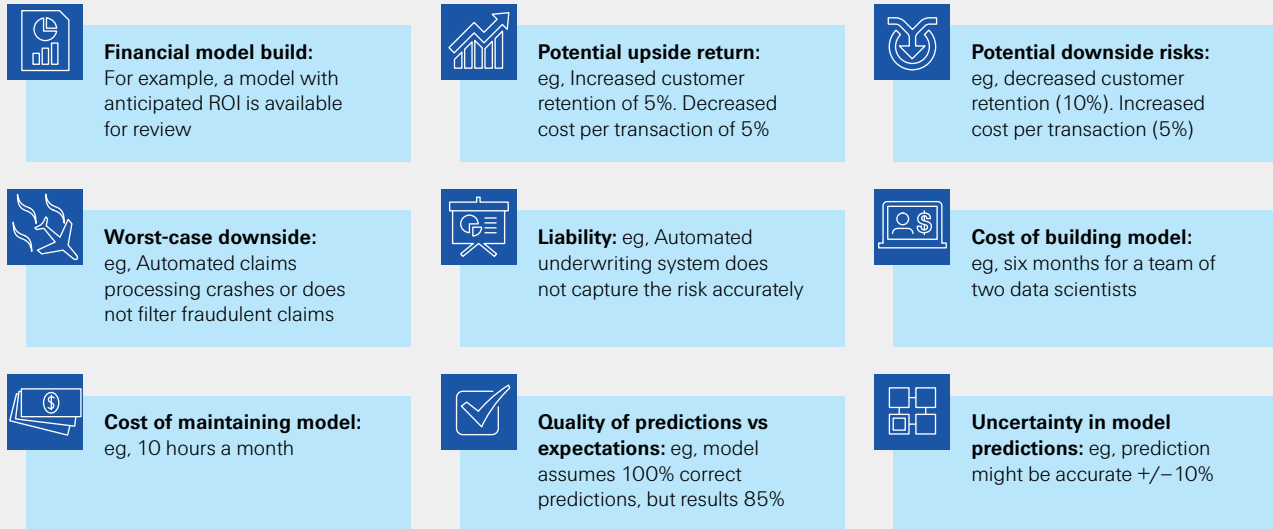 Financial model build:
For example, a model with
anticipated ROI is available
for review
Potential upside return:
eg, Increased customer
retention of 5%. Decreased
cost per transaction of 5%
Potential downside risks:
eg, decreased customer
retention (10%). Increased
cost per transaction (5%)
Worst-case downside:
eg, Automated claims
processing crashes or does
not filter fraudulent claims
Liability: eg, Automated
underwriting system does
not capture the risk accurately
Cost of building model:
eg, six months for a team of
two data scientists
Cost of maintaining model:
eg, 10 hours a month
Quality of predictions vs
expectations: eg, model
assumes 100% correct
predictions, but results 85%
Uncertainty in model
predictions: eg, prediction
might be accurate +/−10%